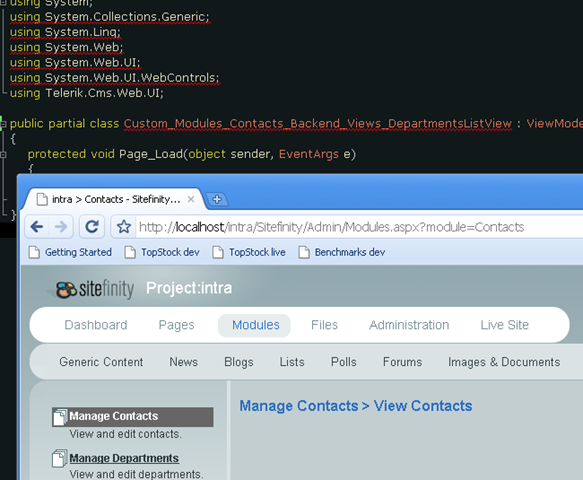 using System;
using System.Collections.Generic;
using System.Linq;
using System.Web;
using System.Web.UI;
using System.Web.UI.WebControls;
using Telerik.Cms.Web.UI;
public partial class Custom_Modules_Contacts_Backend_Views_DepartmentsListView : ViewMode
{
protected void Page_Load(object sender, EventArgs e)
{
}
intra > Contacts - Sitefinity...
http://localhost/intra/Sitefinity/Admin/Modules.aspx?module=Contacts
Getting Started TopStock dev TopStock live Benchmarks dev
sitefinity Project:intra
Dashboard Pages Modules Files Administration Live Site
Generic Content News Blogs Lists Polls Forums Images & Documents
Manage Contacts
View and edit contacts.
Manage Departments
View and edit departments.
Manage Contacts > View Contacts